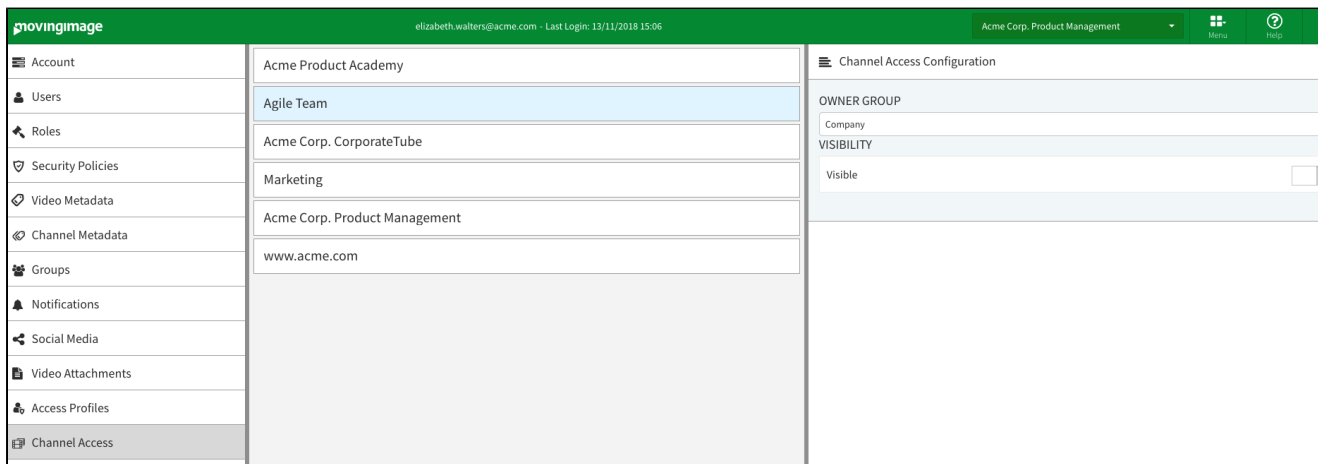 movingimage
elizabeth.walters@acme.com - Last Login: 13/11/2018 15:06
Acme Corp. Product Management
Menu
Help
Account
Users
Roles
Security Policies
Video Metadata
Channel Metadata
Groups
Notifications
Social Media
Video Attachments
Access Profiles
Channel Access
Acme Product Academy
Agile Team
Acme Corp. CorporateTube
Marketing
Acme Corp. Product Management
www.acme.com
Channel Access Configuration
OWNER GROUP
Company
VISIBILITY
Visible